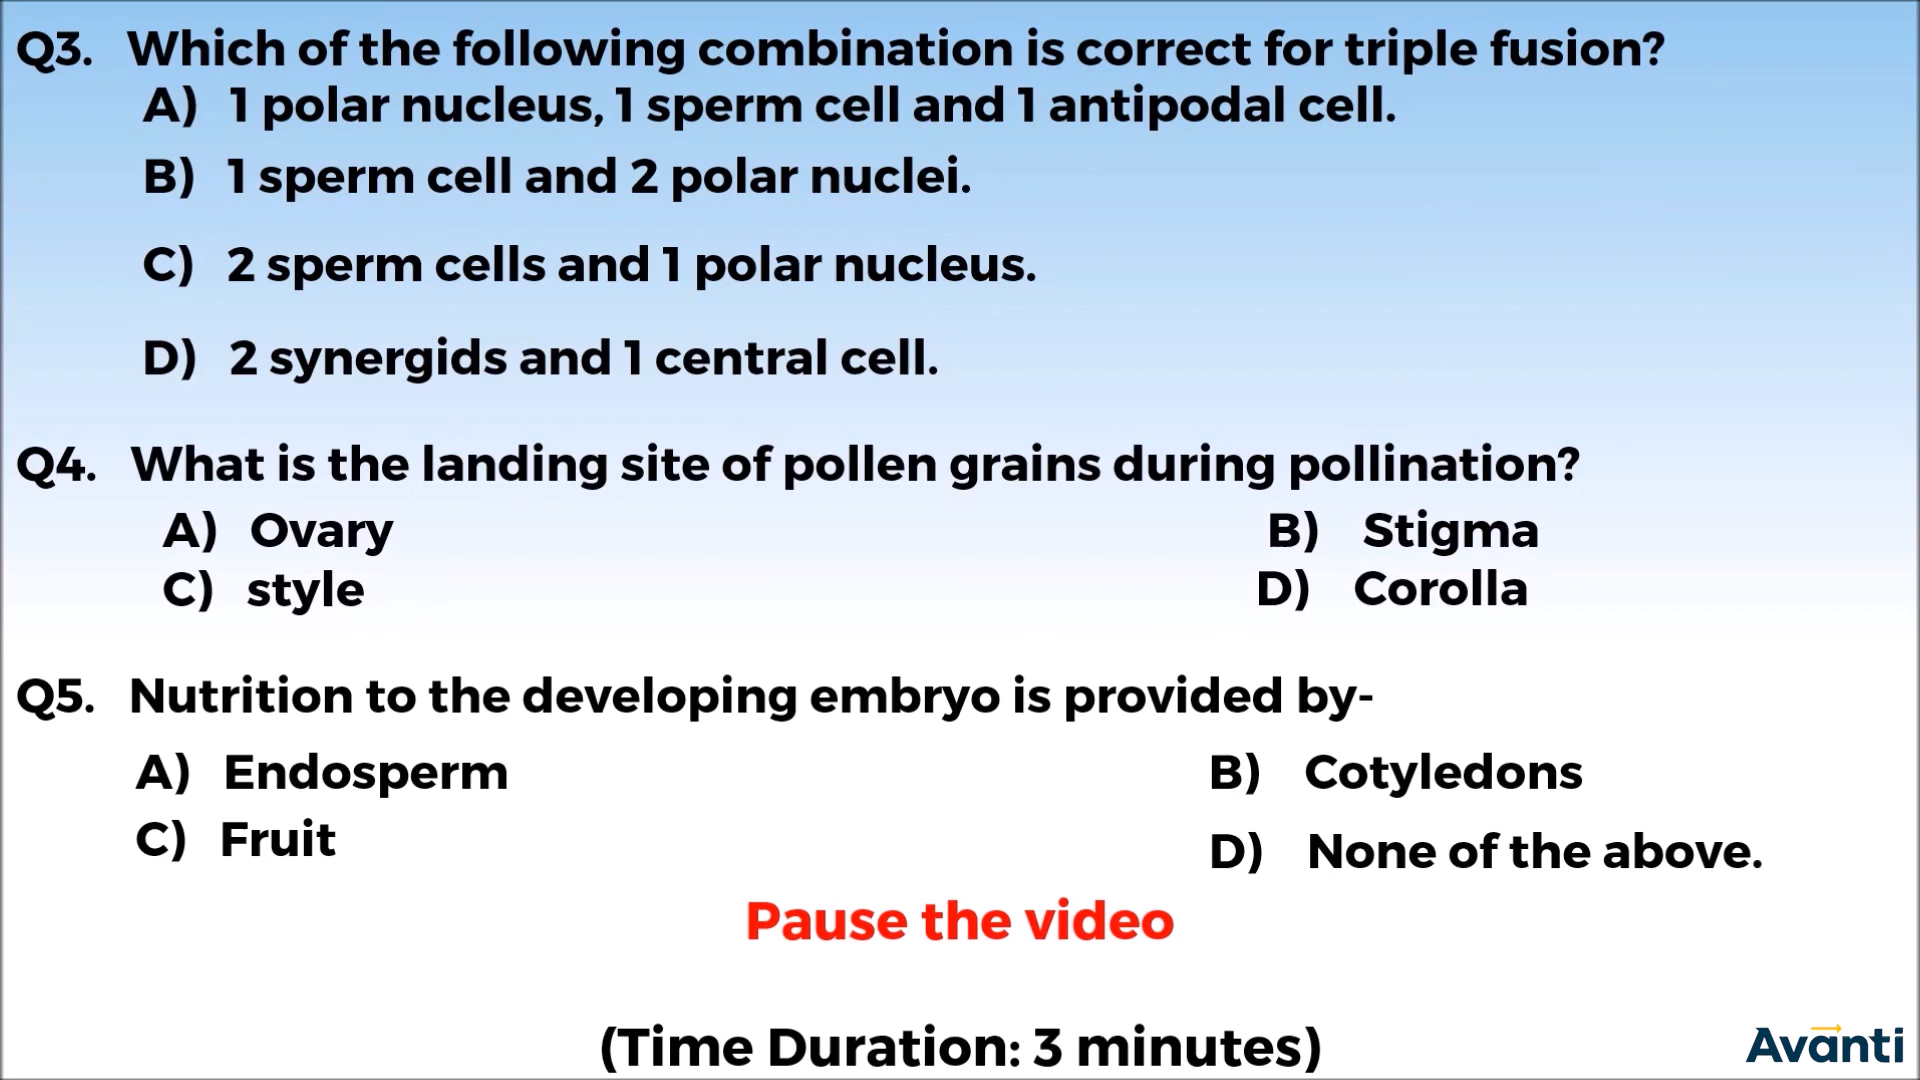 Q3. Which of the following combination is correct for triple fusion?
A) 1 polar nucleus, 1 sperm cell and 1 antipodal cell.
B) 1 sperm cell and 2 polar nuclei.
C) 2 sperm cells and 1 polar nucleus.
D) 2 synergids and 1 central cell.
Q4. What is the landing site of pollen grains during pollination?
A) Ovary B) Stigma
C) style D) Corolla
Q5. Nutrition to the developing embryo is provided by-
A) Endosperm B) Cotyledons
C) Fruit D) None of the above.
Pause the video
(Time Duration: 3 minutes)
Avanti